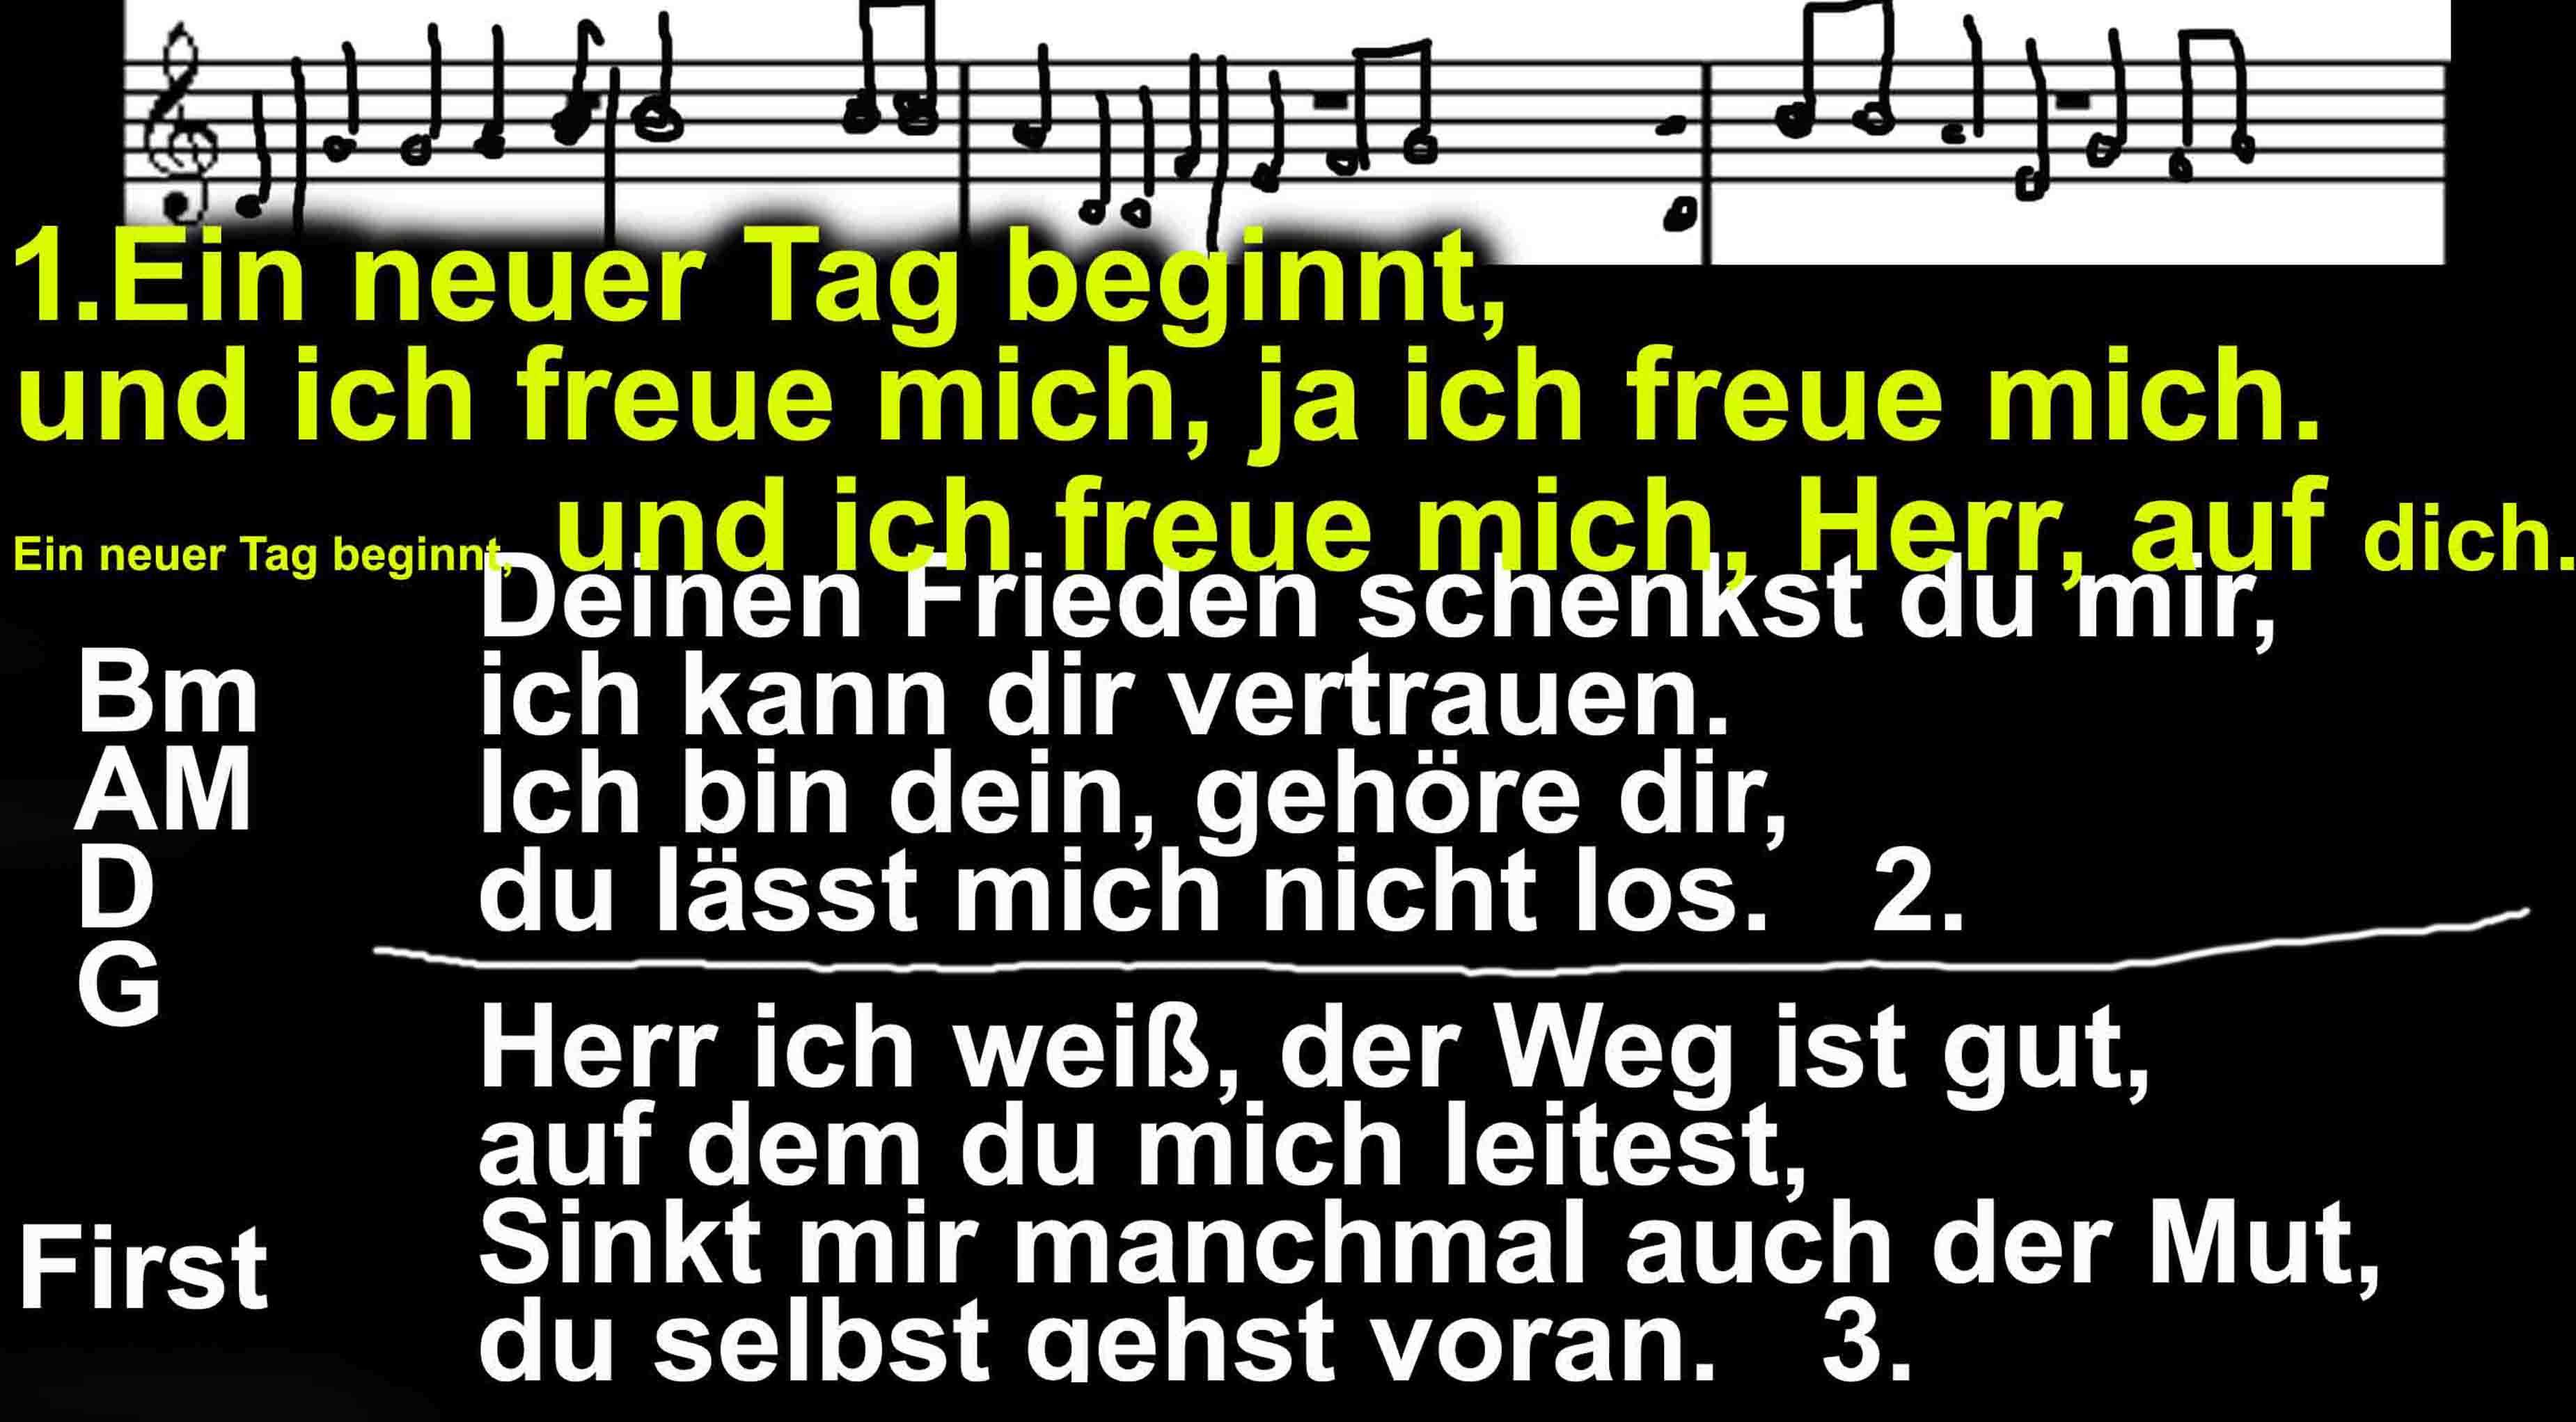 1.Ein neuer Tag beginnt,
und ich freue mich, ja ich freue mich.
Ein neuer Tag beginnt, und ich freue mich, Herr, auf dich.
Deinen Frieden schenkst du mir,
Bm ich kann dir vertrauen.
AM Ich bin dein, gehöre dir,
D du lässt mich nicht los. 2.
G
Herr ich weiß, der Weg ist gut,
auf dem du mich leitest,
First Sinkt mir manchmal auch der Mut,
du selbst gehst voran. 3.